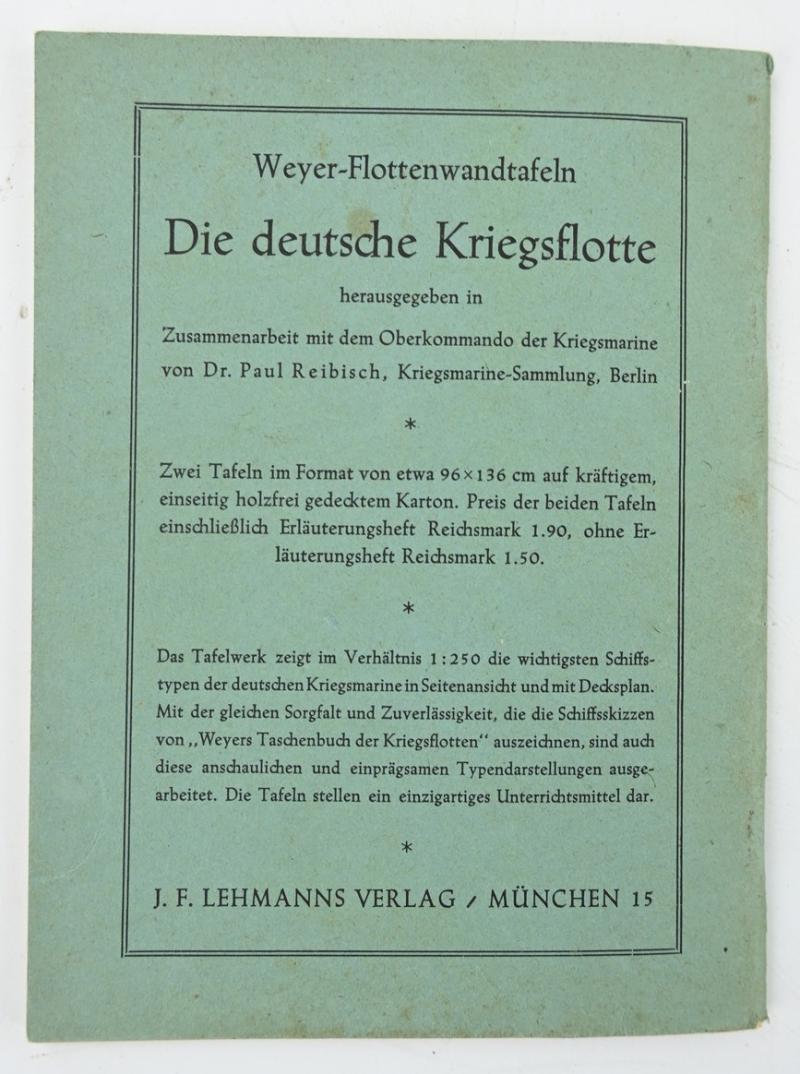 Weyer-Flottenwandtafeln
Die deutsche Kriegsflotte
herausgegeben in
Zusammenarbeit mit dem Oberkommando der Kriegsmarine
von Dr. Paul Reibisch, Kriegsmarine-Sammlung, Berlin
*
Zwei Tafeln im Format von etwa 96×136 cm auf kräftigem,
einseitig holzfrei gedecktem Karton. Preis der beiden Tafeln
einschließlich Erläuterungsheft Reichsmark 1.90, ohne Er-
läuterungsheft Reichsmark 1.50.
*
Das Tafelwerk zeigt im Verhältnis 1:250 die wichtigsten Schiffs-
typen der deutschen Kriegsmarine in Seitenansicht und mit Decksplan.
Mit der gleichen Sorgfalt und Zuverlässigkeit, die die Schiffsskizzen
von „Weyers Taschenbuch der Kriegsflotten“ auszeichnen, sind auch
diese anschaulichen und einprägsamen Typendarstellungen ausge-
arbeitet. Die Tafeln stellen ein einzigartiges Unterrichtsmittel dar.
*
J. F. LEHMANNS VERLAG / MÜNCHEN 15